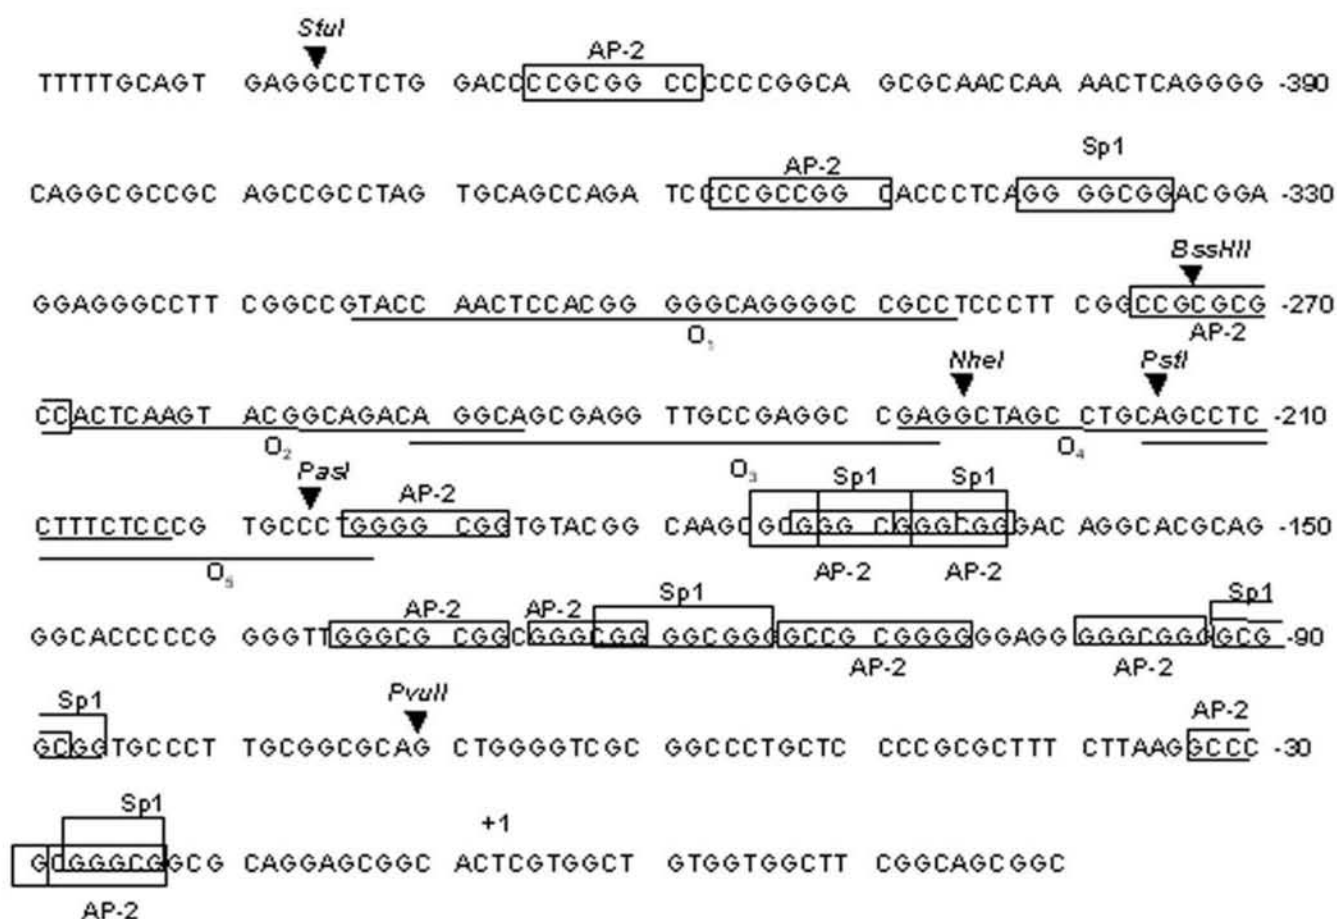 StuI
AP-2
TTTTTGCAGT GAGGCCTCTG GACCCCGCGG CCCCCCGGCA GCGCAACCAA AACTCAGGGG -390
Sp1
AP-2
CAGGCGCCGC AGCCGCCTAG TGCAGCCAGA TCCCCGCCGG CACCCTCAGG GGCGGACGGA -330
BssHII
GGAGGGCCTT CGGCCGTACC AACTCCACGG GGGCAGGGGC CGCCTCCCTT CGGCCGCGCG -270
O1 AP-2
NheI PstI
CCACTCAAGT ACGGCAGACA GGCAGCGAGG TTGCCGAGGC CGAGGCTAGC CTGCAGCCTC -210
O2 O3 O4
PasI AP-2 Sp1 Sp1
CTTTCTCCCG TGCCCTGGGG CGGTGTACGG CAAGCGCGGG CGGGCGGGAC AGGCACGCAG -150
O5 AP-2 AP-2
AP-2 AP-2 Sp1 Sp1
GGCACCCCCG GGGTTGGGCG CGGCGGGCGG GGCGGGGCCG CGGGGGGAGG GGGCGGGGCG -90
AP-2 AP-2
Sp1 PvuII AP-2
GCGGTGCCCT TGCGGCGCAG CTGGGGTCGC GGCCCTGCTC CCCGCGCTTT CTTAAGGCCC -30
Sp1 +1
GCGGGCGGCG CAGGAGCGGC ACTCGTGGCT GTGGTGGCTT CGGCAGCGGC
AP-2